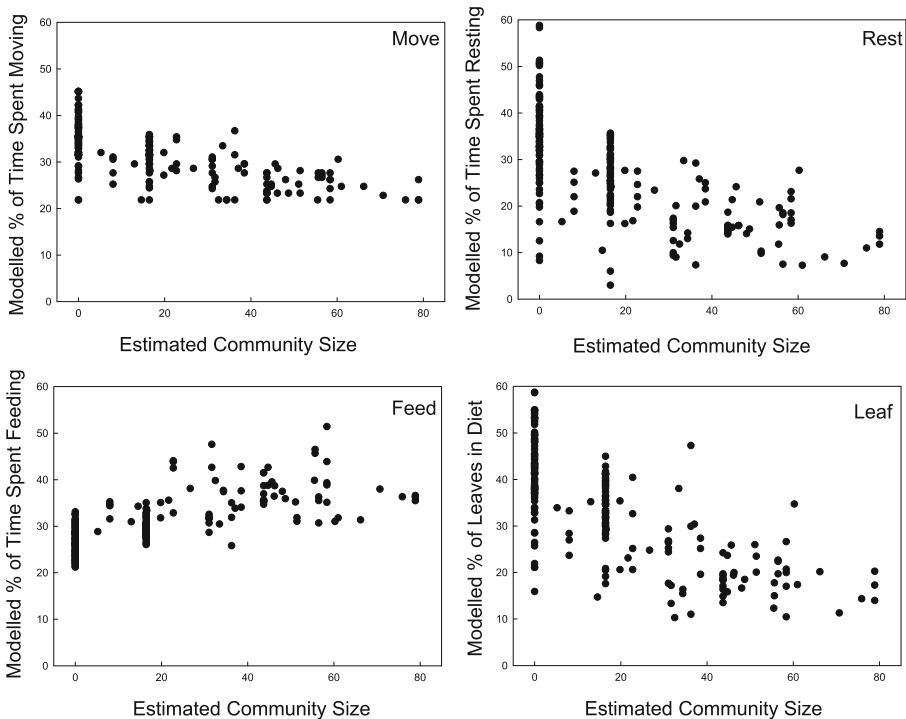 Modelled % of Time Spent Moving
60
50
40
30
20
10
0
Move
0 20 40 60 80
Estimated Community Size
Modelled % of Time Spent Resting
60
50
40
30
20
10
0
Rest
0 20 40 60 80
Estimated Community Size
Modelled % of Time Spent Feeding
60
50
40
30
20
10
0
Feed
0 20 40 60 80
Estimated Community Size
Modelled % of Leaves in Diet
60
50
40
30
20
10
0
Leaf
0 20 40 60 80
Estimated Community Size